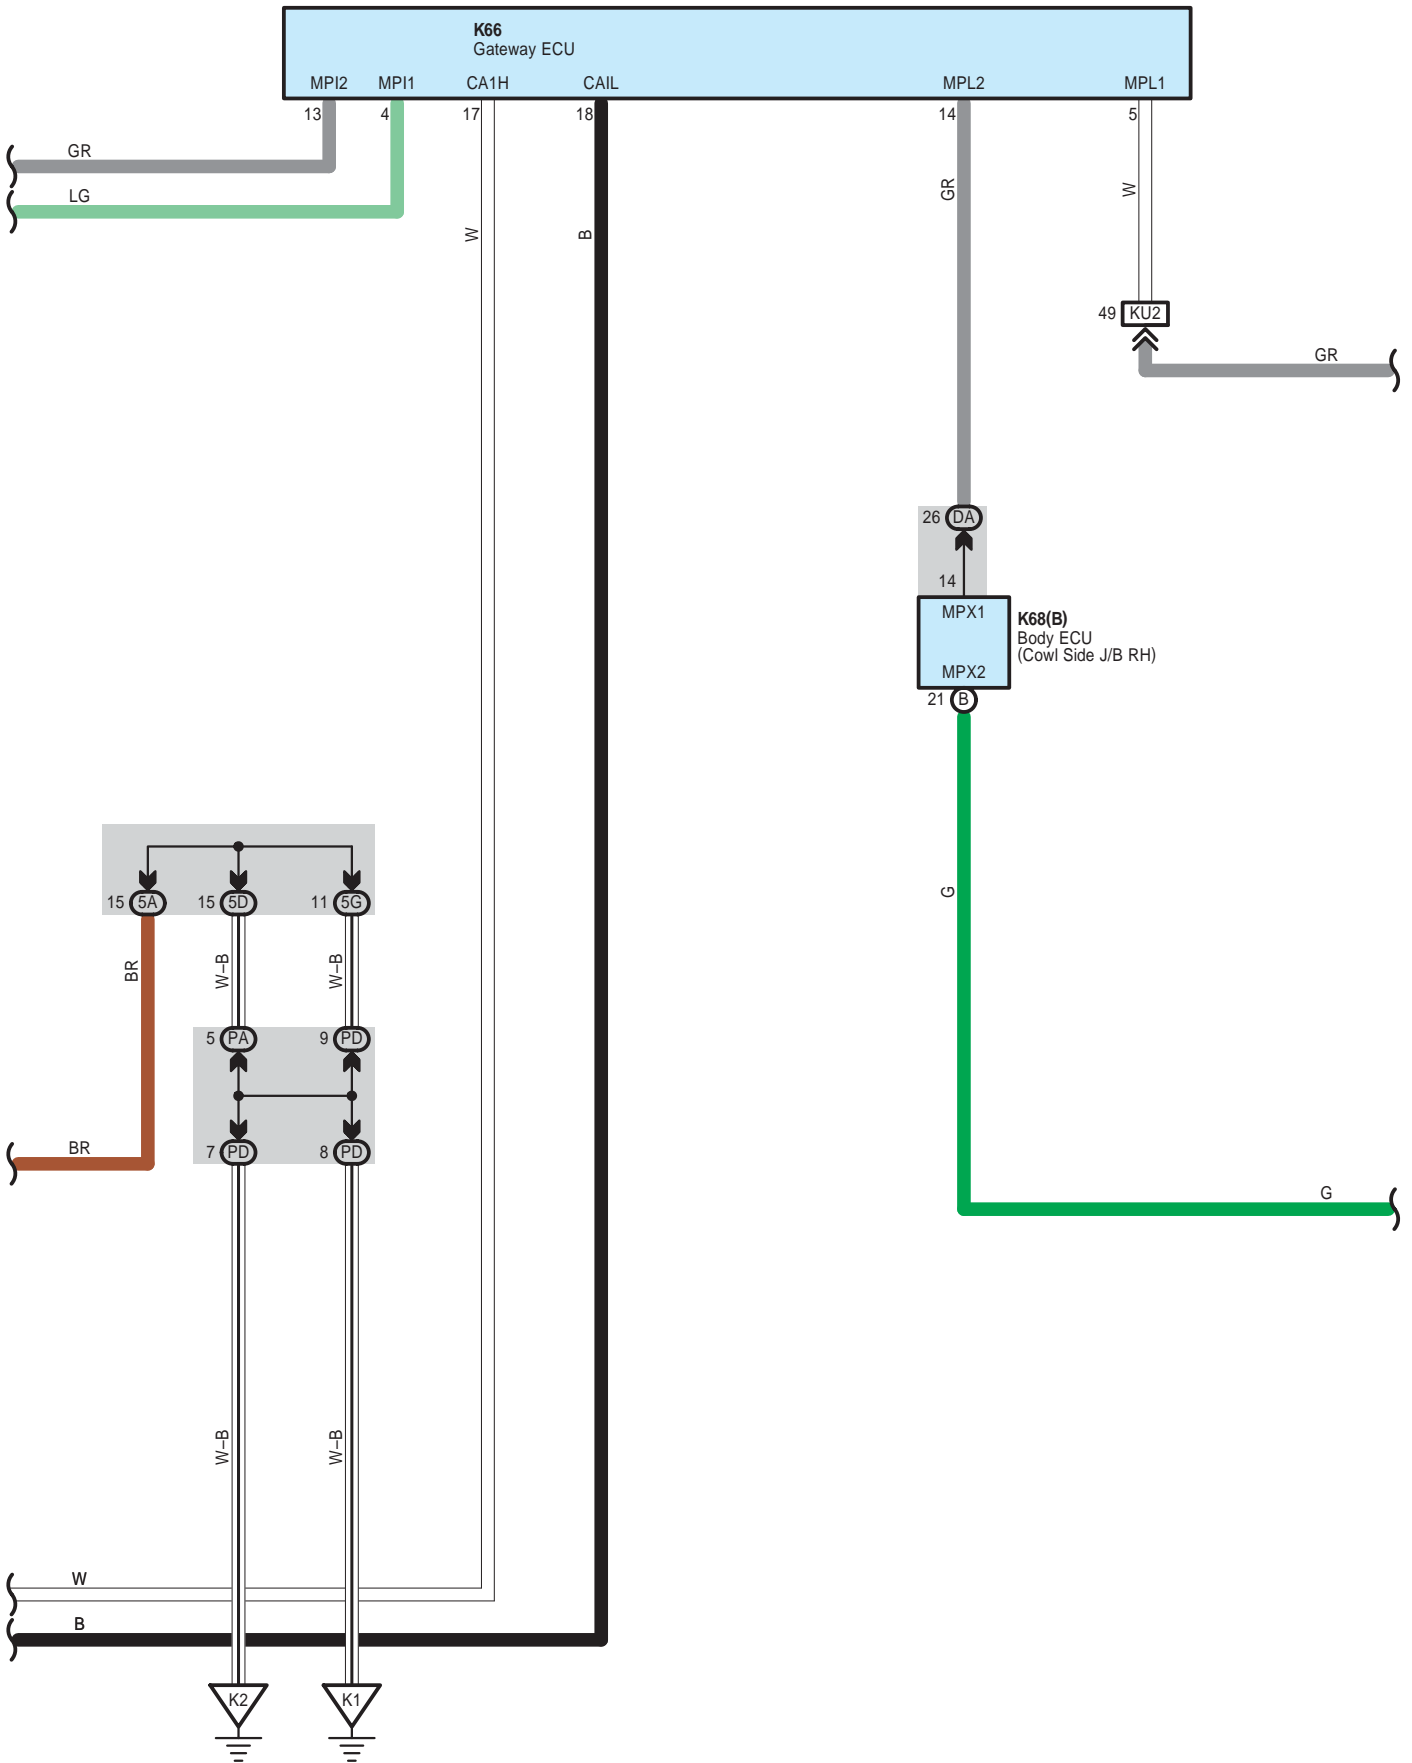 K66
Gateway ECU
MPI2 MPI1 CA1H CAIL MPL2 MPL1
13 4 17 18 14 5
GR
LG
W
B
GR
W
49 KU2
GR
26 DA
14
MPX1
K68(B)
Body ECU
(Cowl Side J/B RH)
MPX2
21 B
G
15 5A 15 5D 11 5G
BR
W–B
W–B
5 PA 9 PD
BR
7 PD 8 PD
G
W–B
W–B
W
B
K2 K1